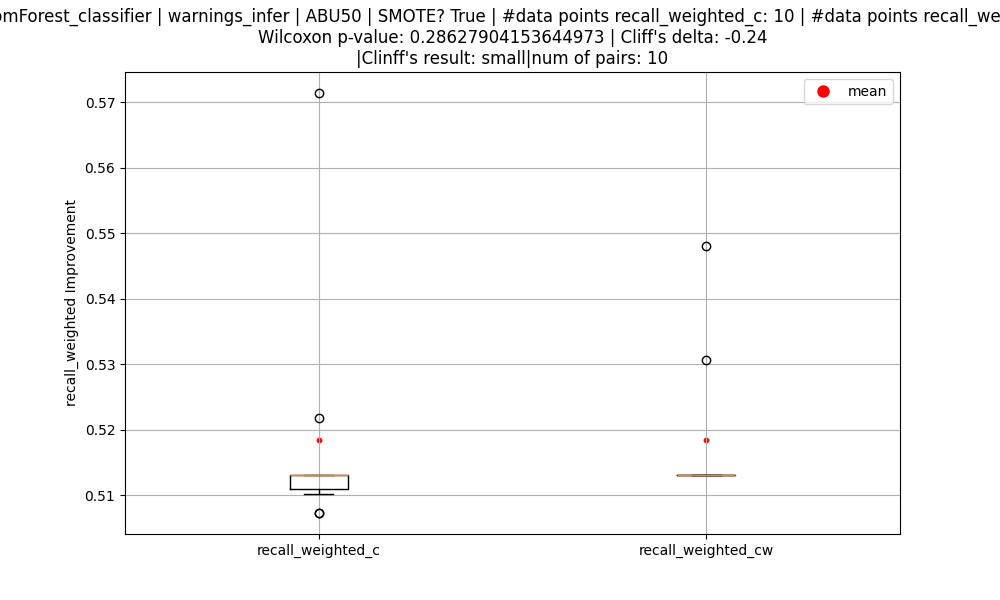 omForest_classifier | warnings_infer | ABU50 | SMOTE? True | #data points recall_weighted_c: 10 | #data points recall_we
Wilcoxon p-value: 0.28627904153644973 | Cliff's delta: -0.24
|Clinff's result: small|num of pairs: 10
mean
0.57
0.56
0.55
0.54
0.53
0.52
0.51
recall_weighted Improvement
recall_weighted_c
recall_weighted_cw